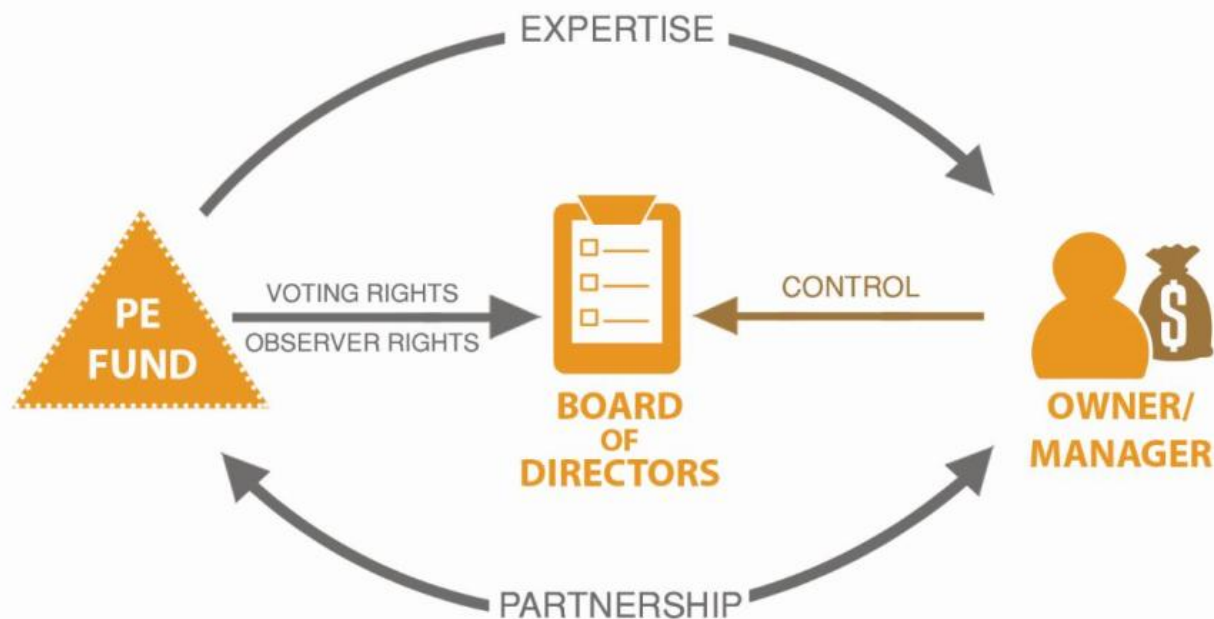 EXPERTISE
PE
FUND
VOTING RIGHTS
OBSERVER RIGHTS
CONTROL
$
BOARD
OF
DIRECTORS
OWNER/
MANAGER
PARTNERSHIP